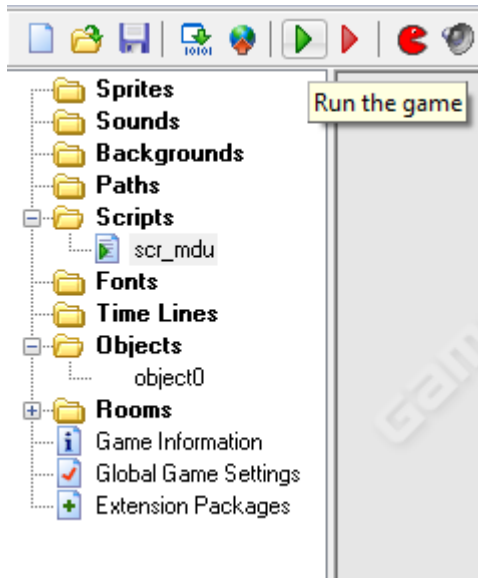 Sprites
Run the game
Sounds
Backgrounds
Paths
Scripts
scr_mdu
Fonts
Time Lines
Objects
object0
Rooms
Game Information
Global Game Settings
Extension Packages